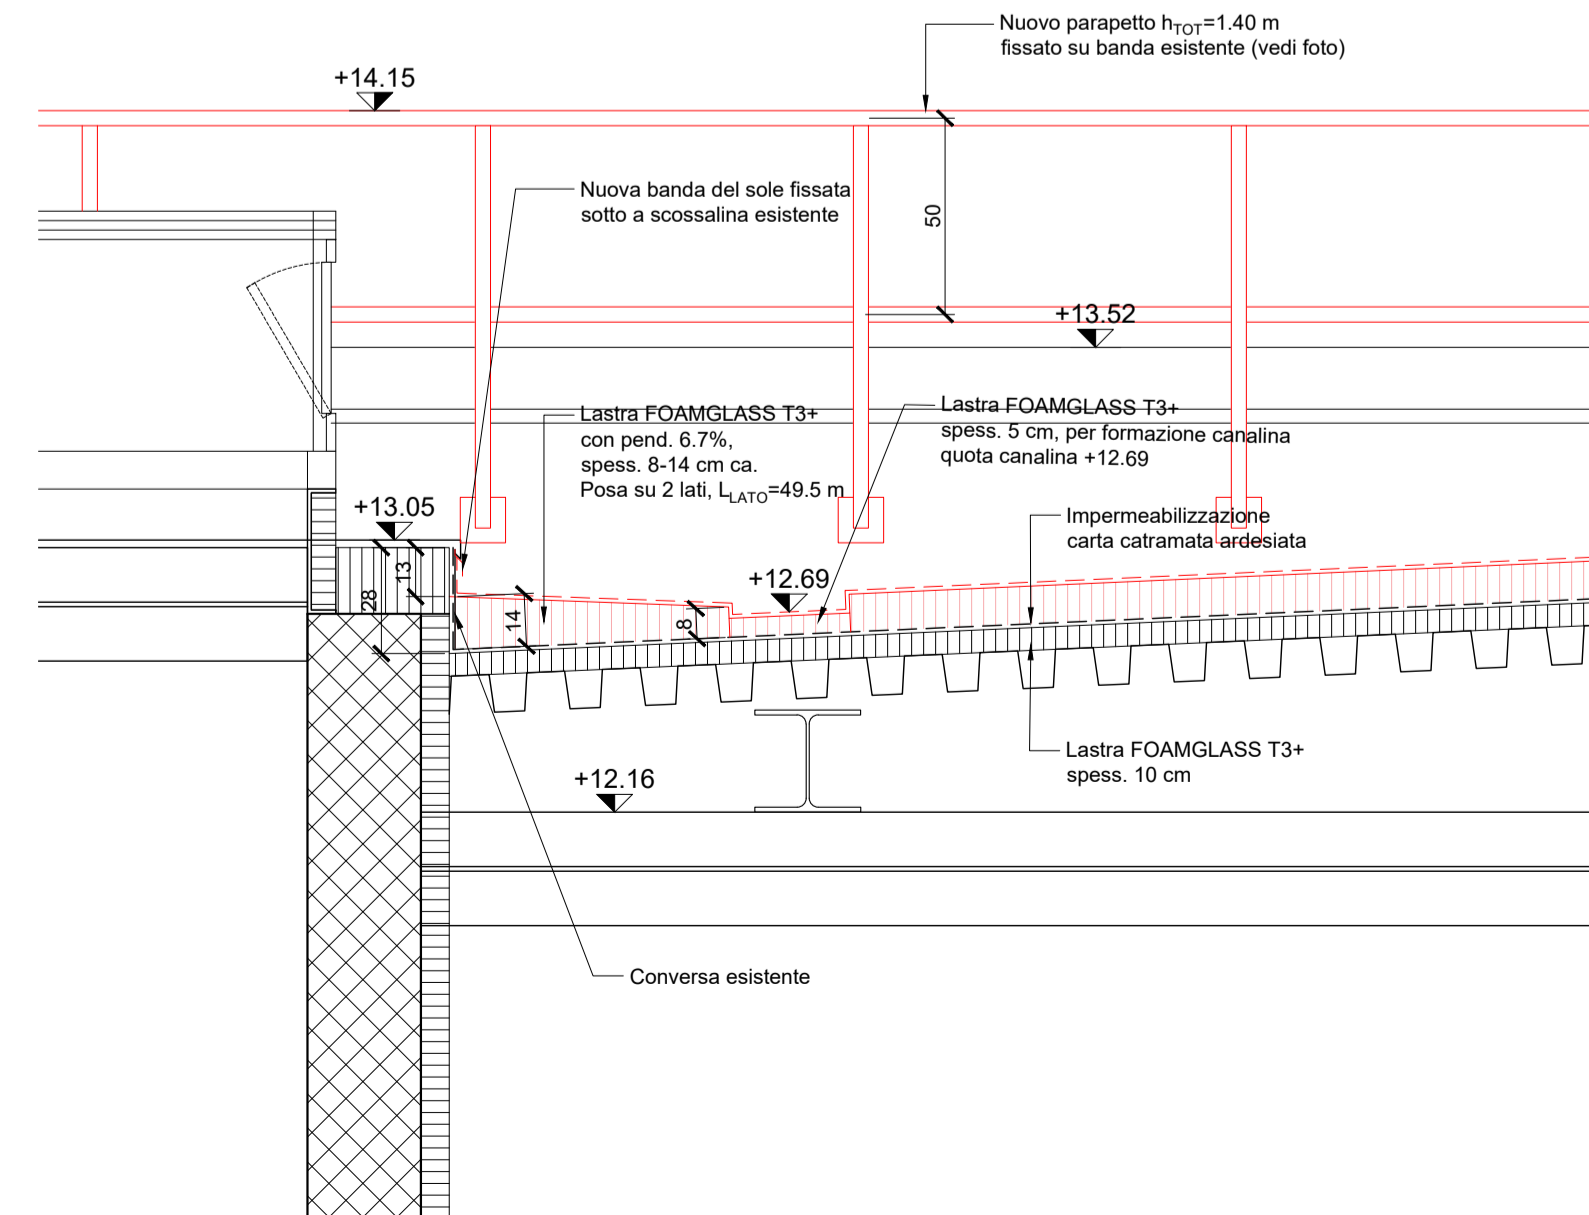 Nuovo parapetto hTOT=1.40 m
fissato su banda esistente (vedi foto)
+14.15
Nuova banda del sole fissata
sotto a scossalina esistente
50
+13.52
Lastra FOAMGLASS T3+
con pend. 6.7%,
spess. 8-14 cm ca.
Posa su 2 lati, LLATO=49.5 m
Lastra FOAMGLASS T3+
spess. 5 cm, per formazione canalina
quota canalina +12.69
+13.05
Impermeabilizzazione
carta catramata ardesiata
13
28
+12.69
14
8
Lastra FOAMGLASS T3+
spess. 10 cm
+12.16
Conversa esistente